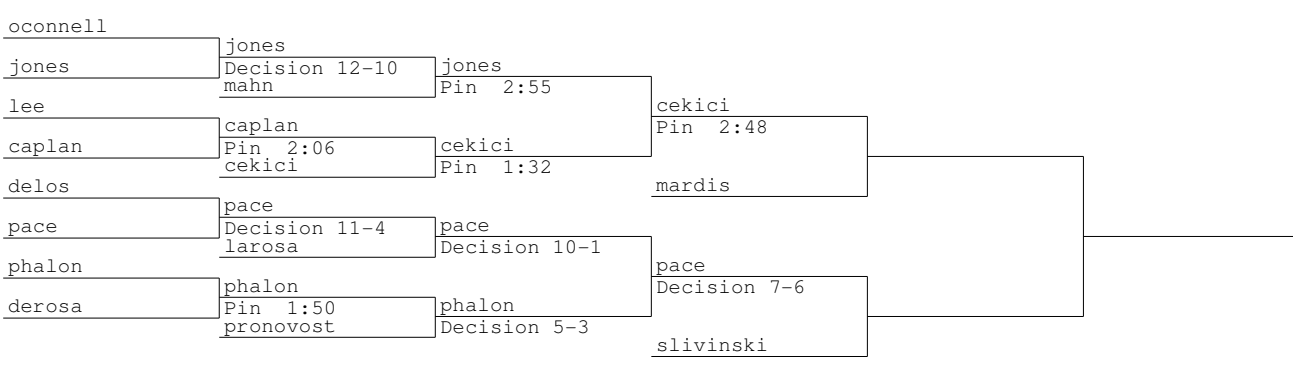 oconnell
jones
jones
Decision 12-10
jones
mahn
Pin  2:55
lee
cekici
caplan
Pin  2:48
caplan
Pin  2:06
cekici
cekici
Pin  1:32
delos
mardis
pace
pace
Decision 11-4
pace
larosa
Decision 10-1
phalon
pace
phalon
Decision 7-6
derosa
Pin  1:50
phalon
pronovost
Decision 5-3
slivinski